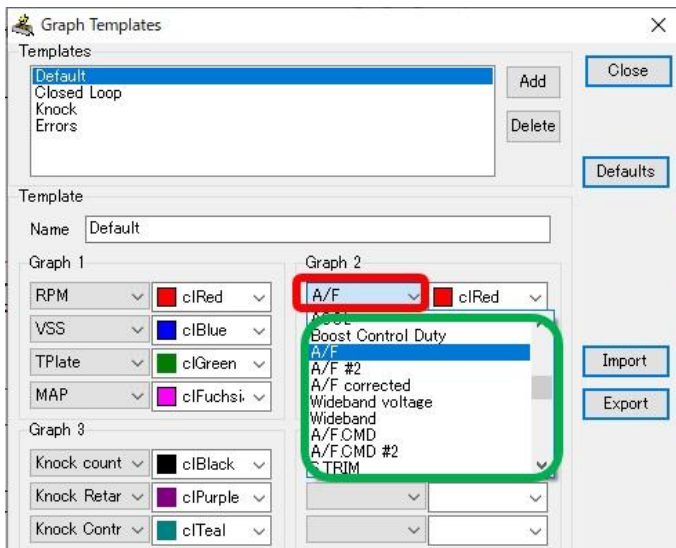 Graph Templates
Templates
Default
Closed Loop
Knock
Errors
Add
Delete
Close
Defaults
Template
Name Default
Graph 1
RPM clRed
VSS clBlue
TPlate clGreen
MAP clFuchsi
Graph 2
A/F clRed
Boost Control Duty
A/F
A/F #2
A/F corrected
Wideband voltage
Wideband
A/F.CMD
A/F.CMD #2
S.TRIM
Import
Export
Graph 3
Knock count clBlack
Knock Retar clPurple
Knock Contr clTeal